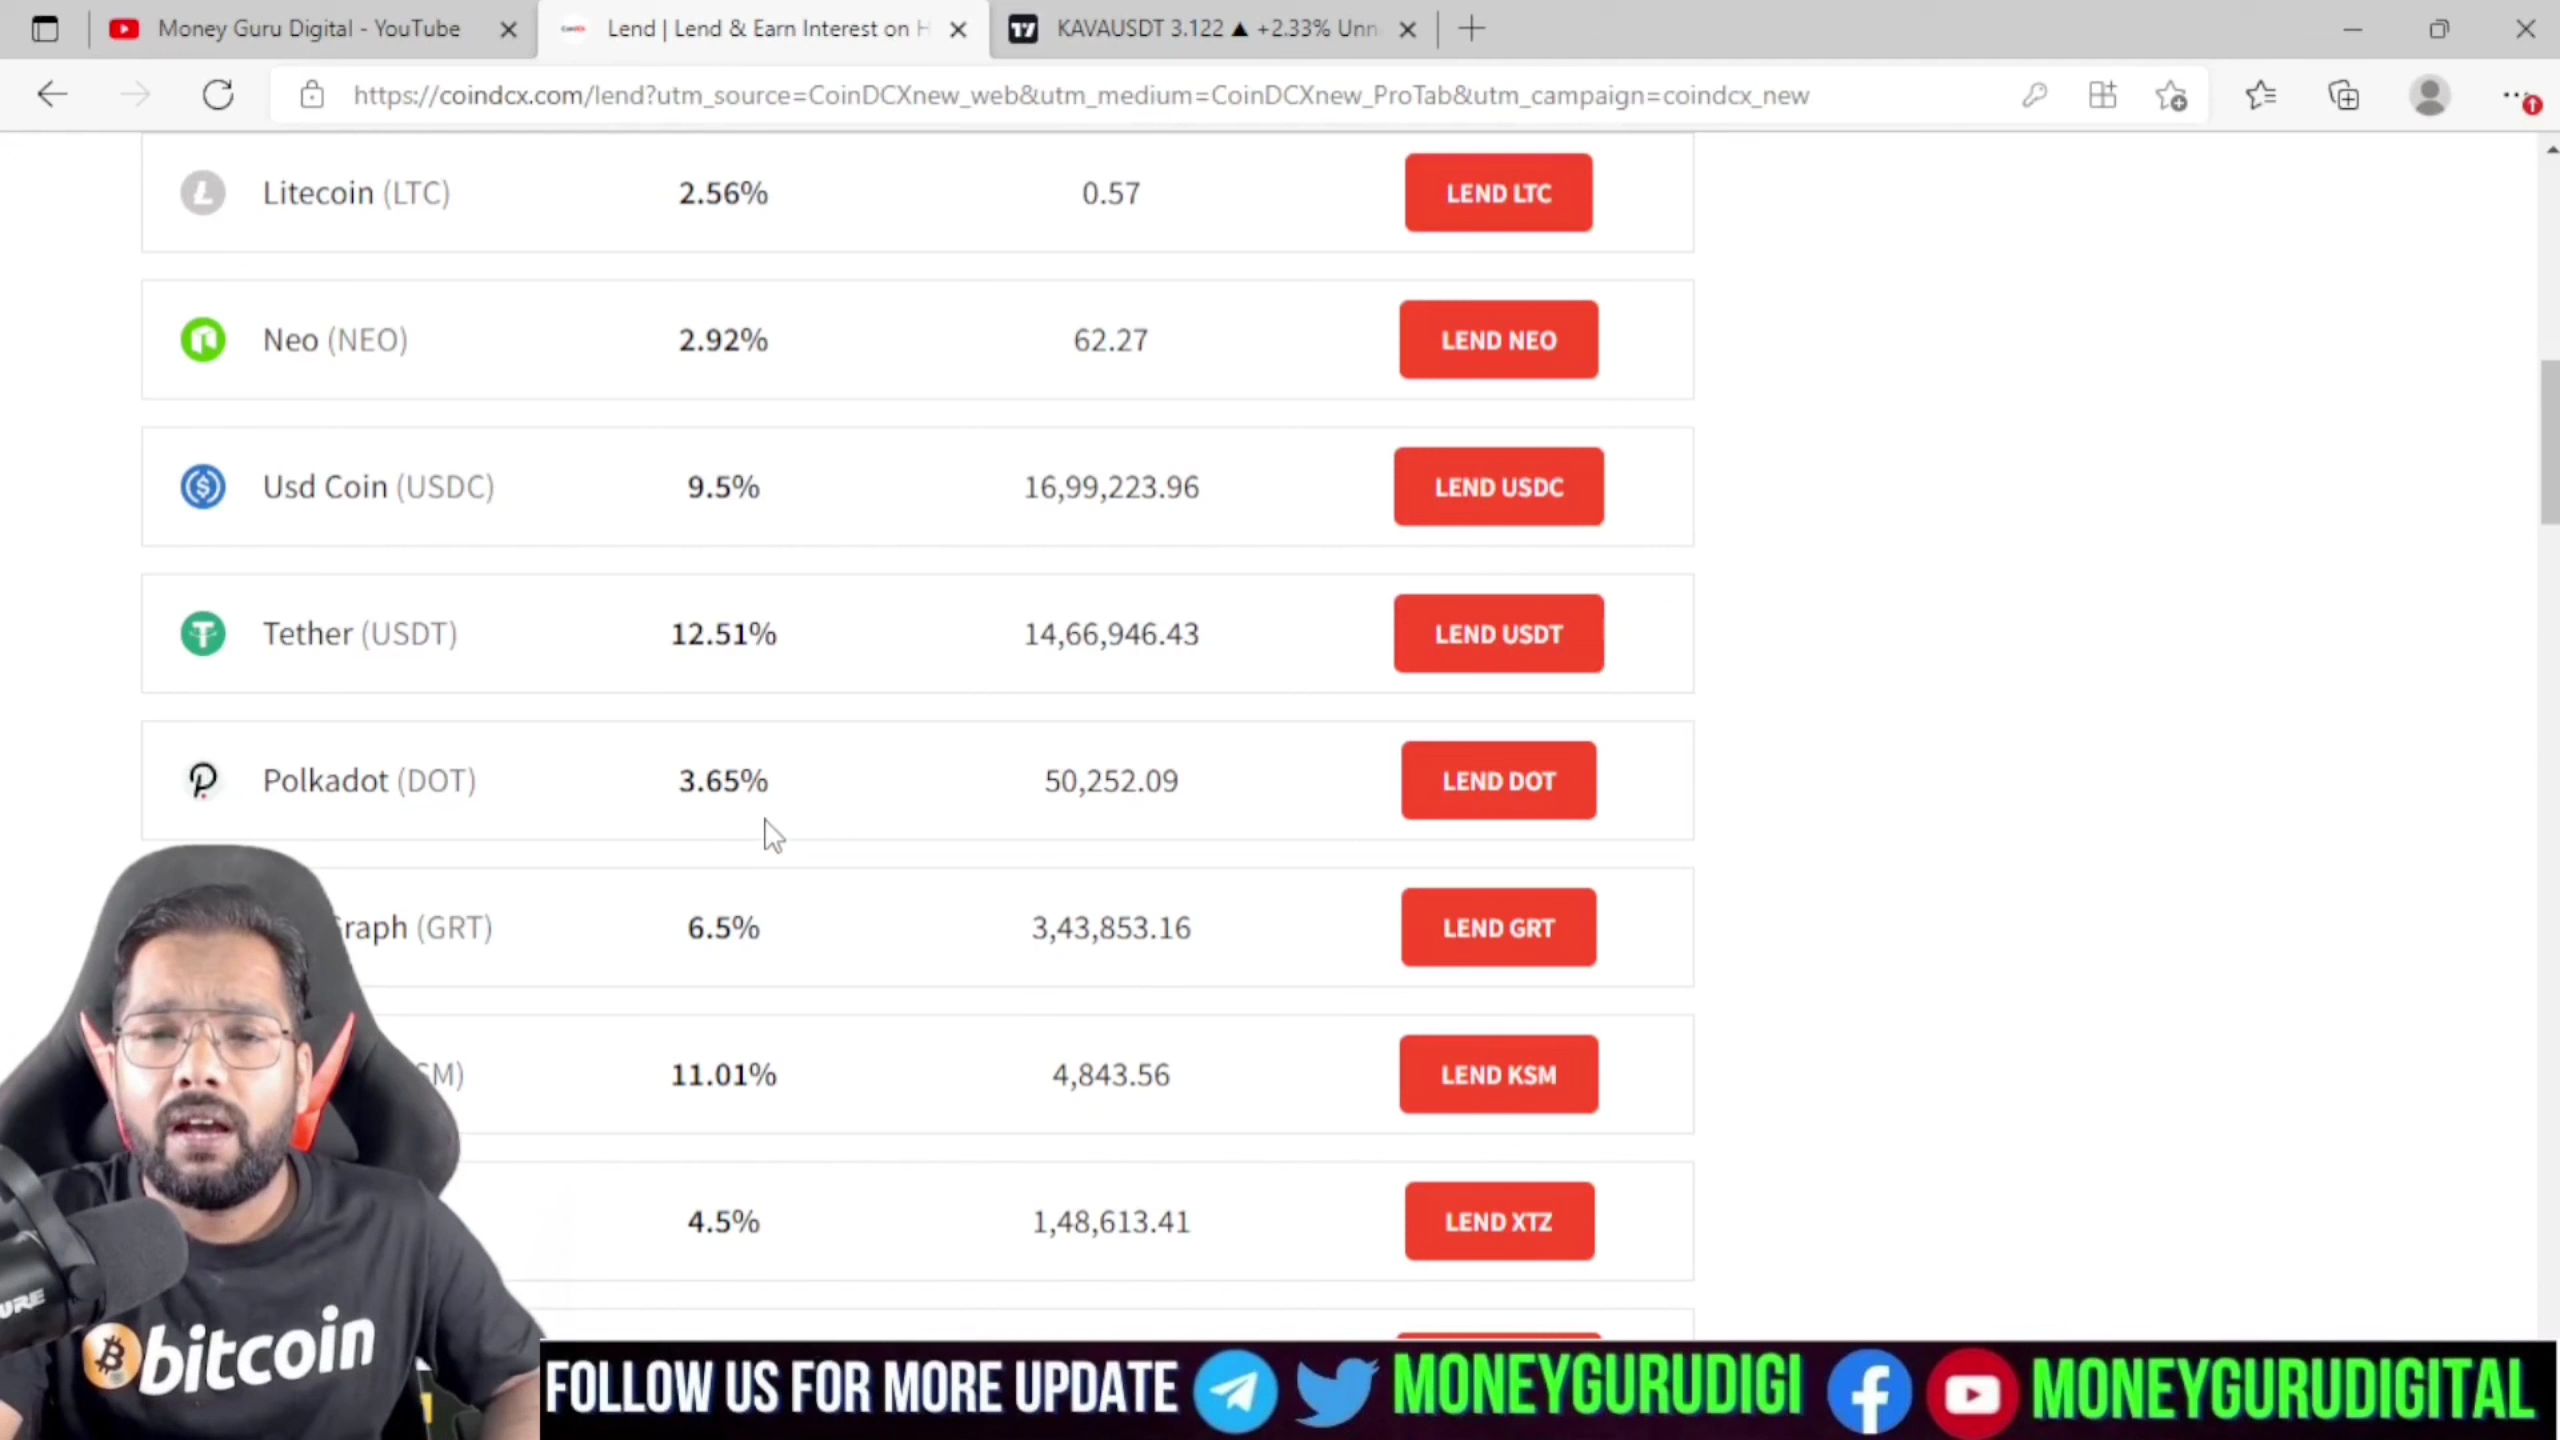 Money Guru Digital - YouTube
Lend | Lend & Earn Interest on H
KAVAUSDT 3.122 ▲ +2.33% Unn
https://coindcx.com/lend?utm_source=CoinDCXnew_web&utm_medium=CoinDCXnew_ProTab&utm_campaign=coindcx_new
Litecoin (LTC) 2.56% 0.57 LEND LTC
Neo (NEO) 2.92% 62.27 LEND NEO
Usd Coin (USDC) 9.5% 16,99,223.96 LEND USDC
Tether (USDT) 12.51% 14,66,946.43 LEND USDT
Polkadot (DOT) 3.65% 50,252.09 LEND DOT
raph (GRT) 6.5% 3,43,853.16 LEND GRT
SM) 11.01% 4,843.56 LEND KSM
4.5% 1,48,613.41 LEND XTZ
URE
bitcoin
FOLLOW US FOR MORE UPDATE MONEYGURUDIGI MONEYGURUDIGITAL